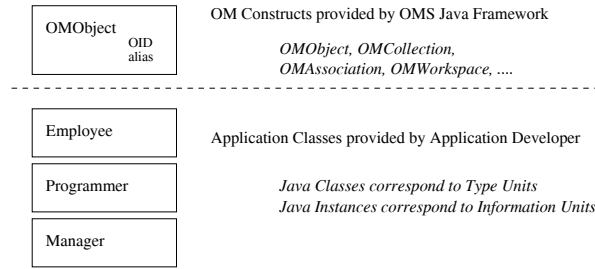 OMObject
OID
alias
OM Constructs provided by OMS Java Framework
OMObject, OMCollection,
OMAssociation, OMWorkspace, ....
Employee
Application Classes provided by Application Developer
Programmer
Java Classes correspond to Type Units
Java Instances correspond to Information Units
Manager